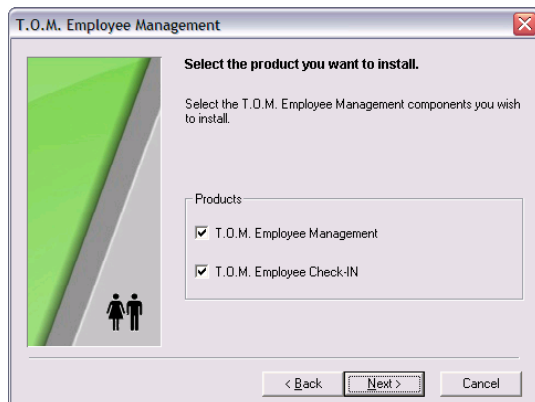 T.O.M. Employee Management
Select the product you want to install.
Select the T.O.M. Employee Management components you wish
to install.
Products
T.O.M. Employee Management
T.O.M. Employee Check-IN
< Back
Next >
Cancel